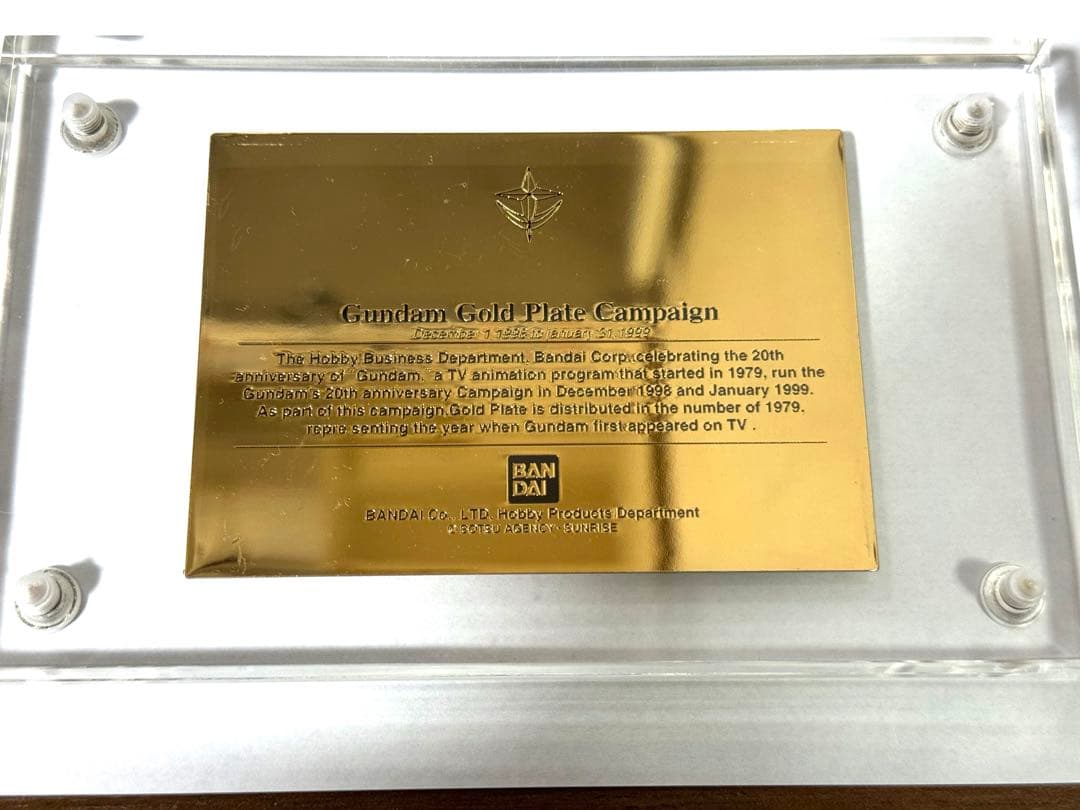 Gundam Gold Plate Campaign
December 1 1998 to January 31, 1999
The Hobby Business Department. Bandai Corp. celebrating the 20th
anniversary of "Gundam," a TV animation program that started in 1979, run the
Gundam's 20th anniversary Campaign in December 1998 and January 1999.
As part of this campaign,Gold Plate is distributed in the number of 1979.
repre senting the year when Gundam first appeared on TV .
BAN
DAI
BANDAI Co., LTD. Hobby Products Department
© SOTSU AGENCY · SUNRISE